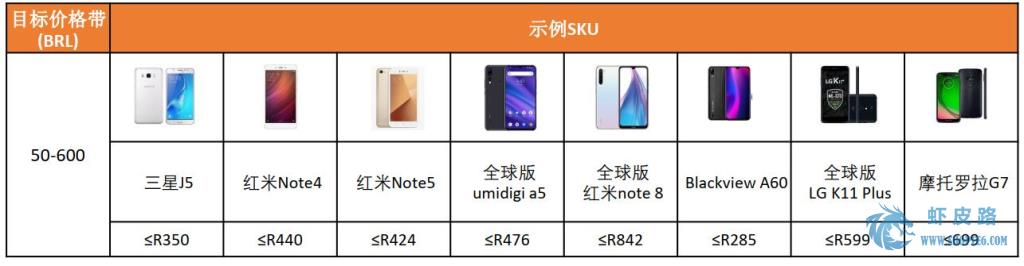 目标价格带
(BRL)
示例SKU
50-600
三星J5
红米Note4
红米Note5
全球版
umidigi a5
全球版
红米note 8
Blackview A60
全球版
LG K11 Plus
摩托罗拉G7
≤R350
≤R440
≤R424
≤R476
≤R842
≤R285
≤R599
≤699
虾皮路